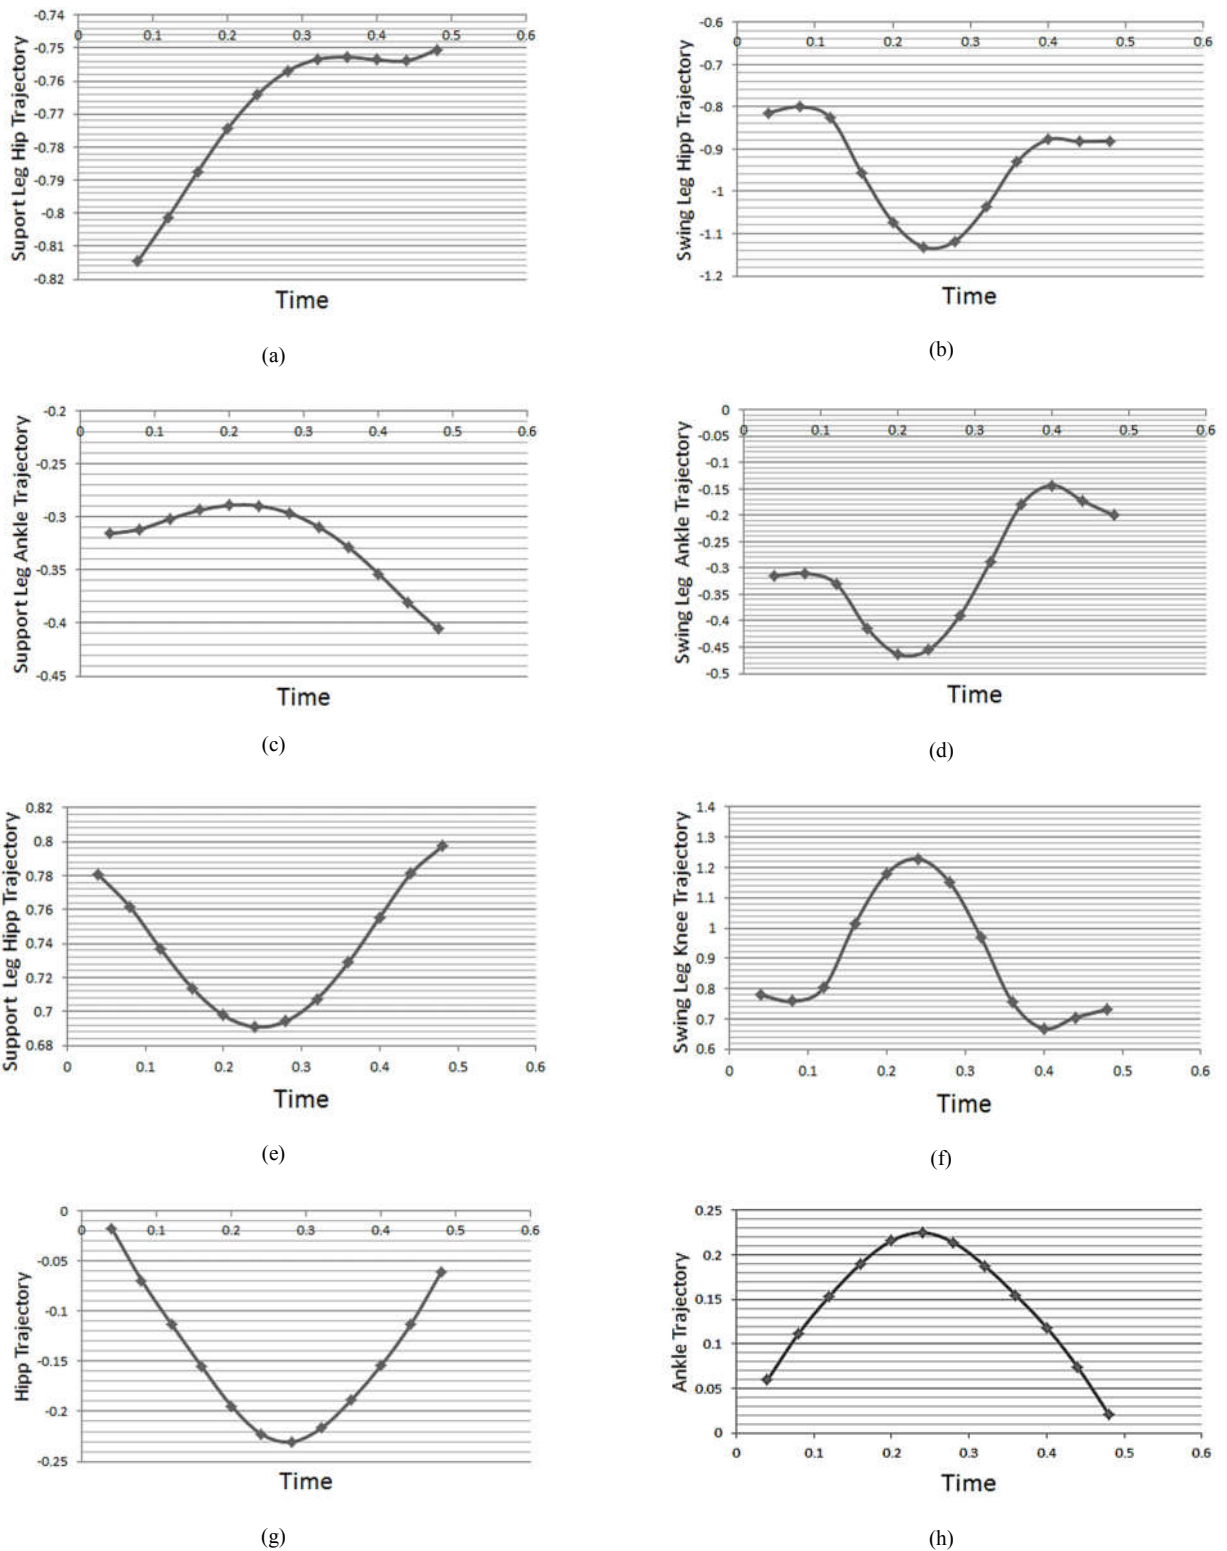 -0.74
0 0.1 0.2 0.3 0.4 0.5 0.6
-0.75
-0.76
-0.77
-0.78
-0.79
-0.8
-0.81
-0.82
Suport Leg Hip Trajectory
Time
(a)
-0.6
0 0.1 0.2 0.3 0.4 0.5 0.6
-0.7
-0.8
-0.9
-1
-1.1
-1.2
Swing Leg Hipp Trajectory
Time
(b)
-0.2
0 0.1 0.2 0.3 0.4 0.5 0.6
-0.25
-0.3
-0.35
-0.4
-0.45
Support Leg Ankle Trajectory
Time
(c)
0
0 0.1 0.2 0.3 0.4 0.5 0.6
-0.05
-0.1
-0.15
-0.2
-0.25
-0.3
-0.35
-0.4
-0.45
-0.5
Swing Leg Ankle Trajectory
Time
(d)
0.82
0.8
0.78
0.76
0.74
0.72
0.7
0.68
0 0.1 0.2 0.3 0.4 0.5 0.6
Support Leg Hipp Trajectory
Time
(e)
1.4
1.3
1.2
1.1
1
0.9
0.8
0.7
0.6
0 0.1 0.2 0.3 0.4 0.5 0.6
Swing Leg Knee Trajectory
Time
(f)
0
0 0.1 0.2 0.3 0.4 0.5 0.6
-0.05
-0.1
-0.15
-0.2
-0.25
Hipp Trajectory
Time
(g)
0.25
0.2
0.15
0.1
0.05
0
0 0.1 0.2 0.3 0.4 0.5 0.6
Ankle Trajectory
Time
(h)